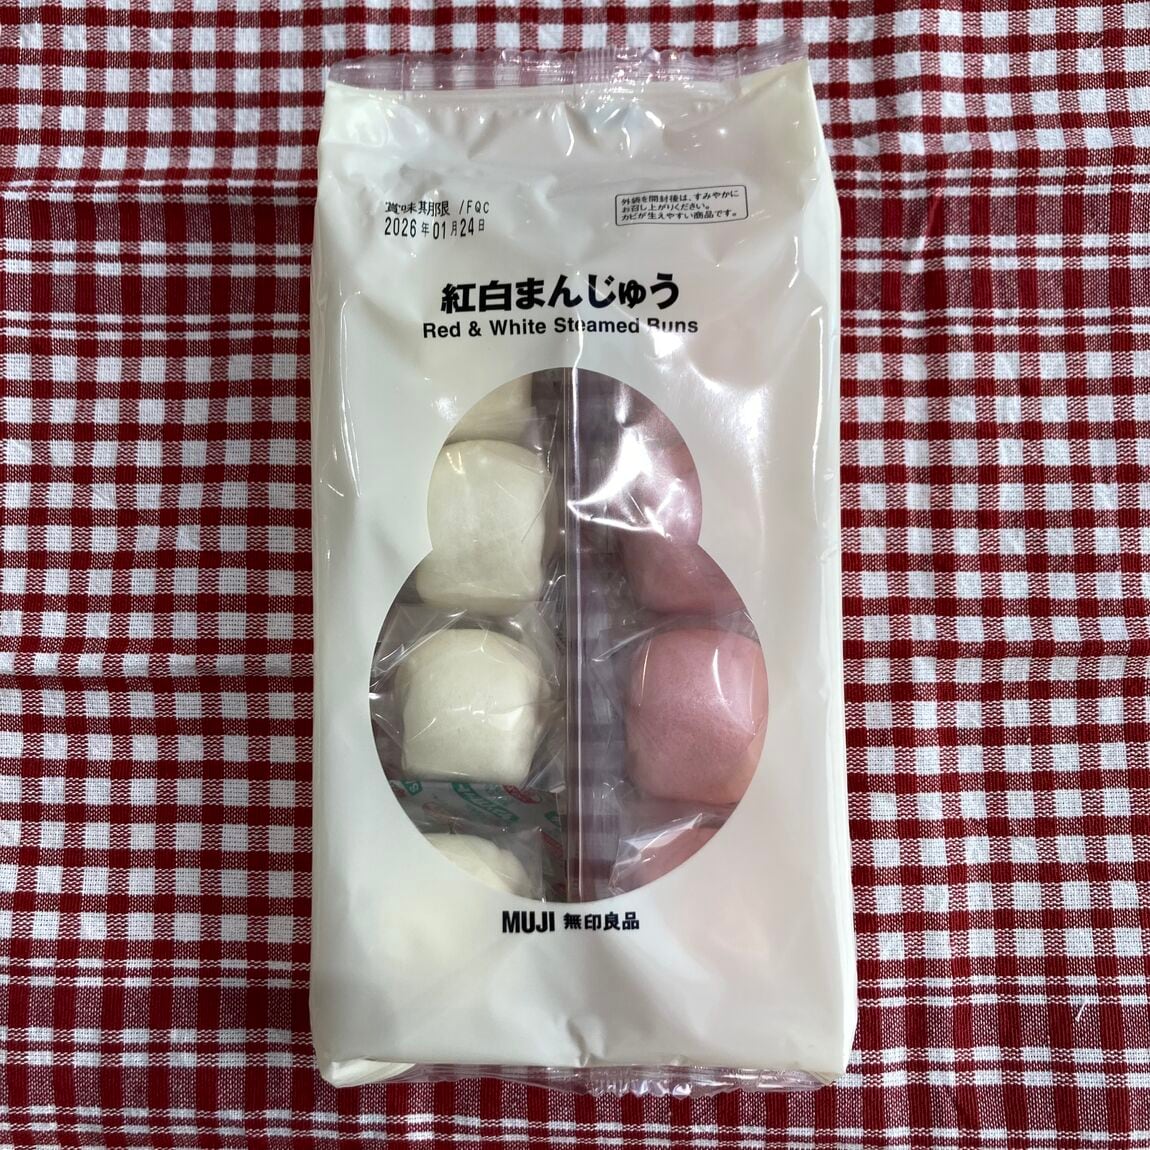 賞味期限 /FQC
2026年01月24日
外袋を開封後は、すみやかに
お召し上がりください。
カビが生えやすい商品です。
紅白まんじゅう
Red & White Steamed Buns
MUJI 無印良品